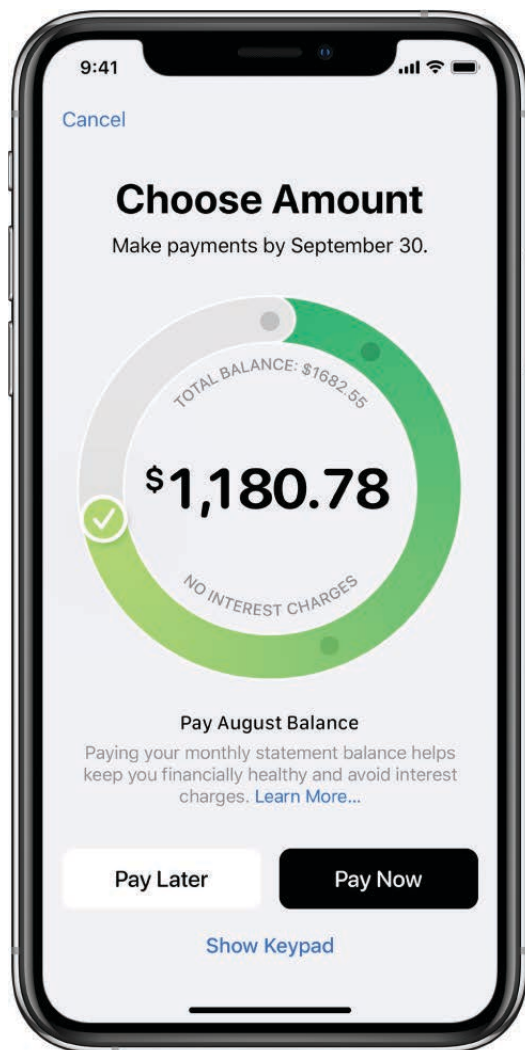 9:41
Cancel
Choose Amount
Make payments by September 30.
TOTAL BALANCE: $1682.55
$1,180.78
NO INTEREST CHARGES
Pay August Balance
Paying your monthly statement balance helps
keep you financially healthy and avoid interest
charges. Learn More...
Pay Later
Pay Now
Show Keypad